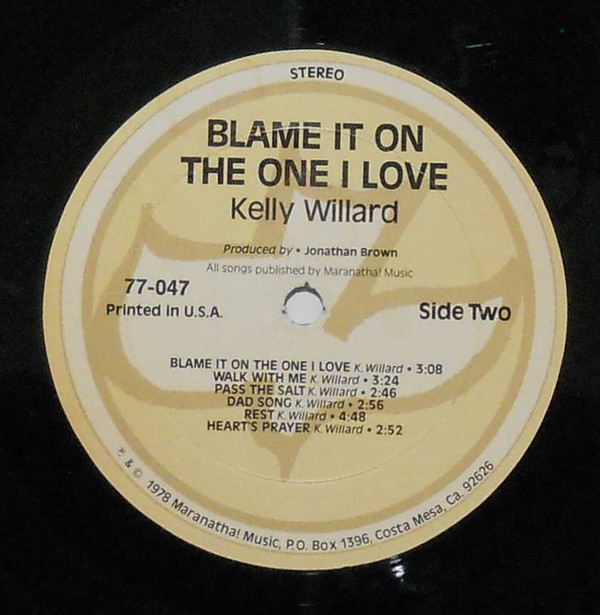 STEREO
BLAME IT ON
THE ONE I LOVE
Kelly Willard
Produced by • Jonathan Brown
All songs published by Maranatha! Music
77-047
Printed in U.S.A.
Side Two
BLAME IT ON THE ONE I LOVE K. Willard • 3:08
WALK WITH ME K. Willard • 3:24
PASS THE SALT K. Willard • 2:46
DAD SONG K. Willard • 2:56
REST K. Willard • 4:48
HEART'S PRAYER K. Willard • 2:52
℗ & © 1978 Maranatha! Music, P.O. Box 1396, Costa Mesa, Ca. 92626